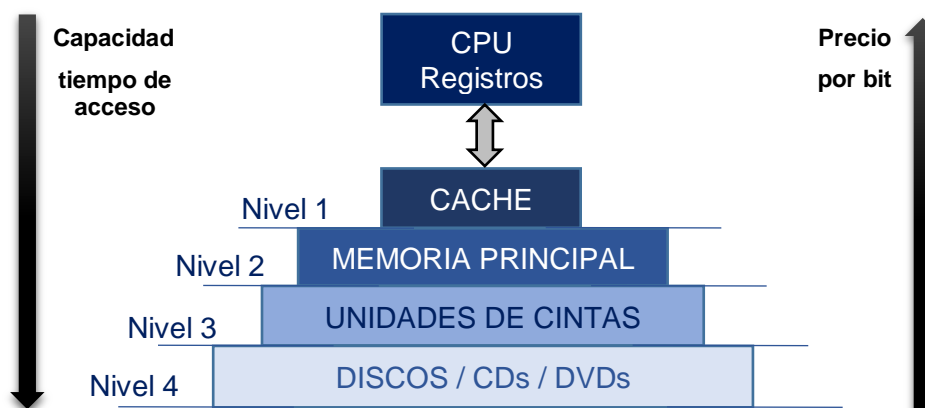 Capacidad
tiempo de
acceso
CPU
Registros
Precio
por bit
CACHE
Nivel 1
MEMORIA PRINCIPAL
Nivel 2
UNIDADES DE CINTAS
Nivel 3
DISCOS / CDs / DVDs
Nivel 4